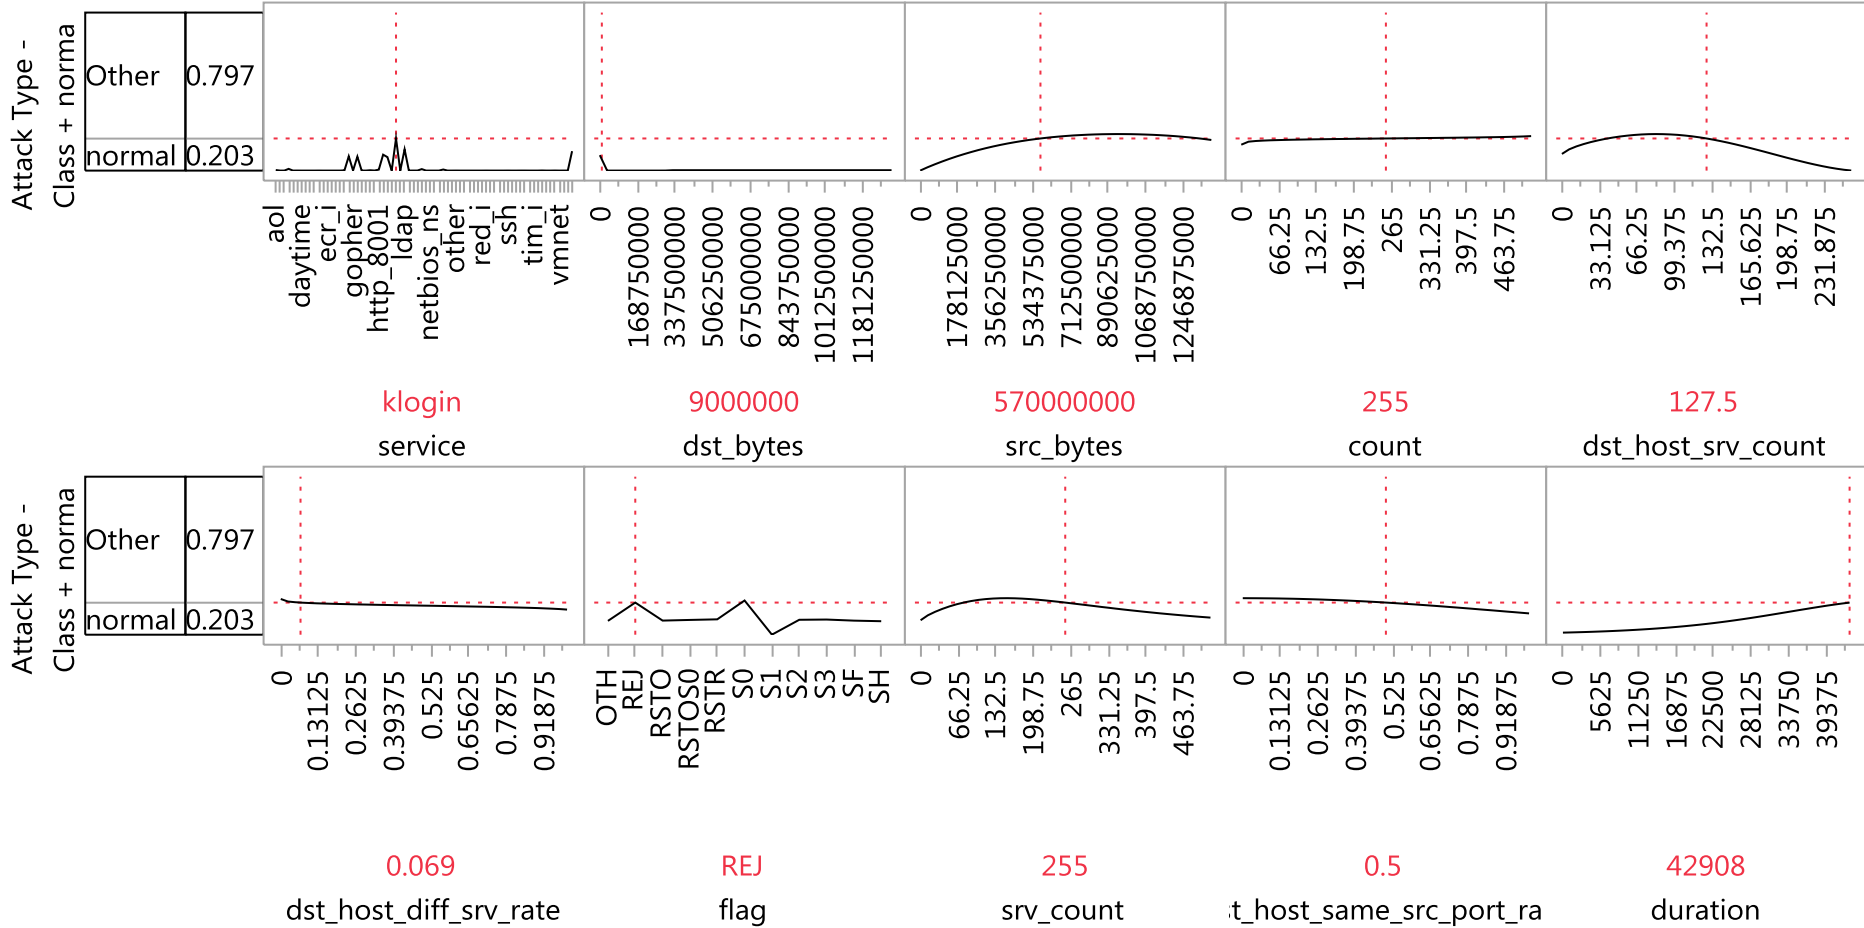 Attack Type -
Class + norma
Other 0.797
normal 0.203
aol
daytime
ecr_i
gopher
http_8001
ldap
netbios_ns
other
red_i
ssh
tim_i
vmnet
klogin
service
0
168750000
337500000
506250000
675000000
843750000
1012500000
1181250000
9000000
dst_bytes
0
178125000
356250000
534375000
712500000
890625000
1068750000
1246875000
570000000
src_bytes
0
66.25
132.5
198.75
265
331.25
397.5
463.75
255
count
0
33.125
66.25
99.375
132.5
165.625
198.75
231.875
127.5
dst_host_srv_count
Attack Type -
Class + norma
Other 0.797
normal 0.203
0
0.13125
0.2625
0.39375
0.525
0.65625
0.7875
0.91875
0.069
dst_host_diff_srv_rate
OTH
REJ
RSTO
RSTOS0
RSTR
S0
S1
S2
S3
SF
SH
REJ
flag
0
66.25
132.5
198.75
265
331.25
397.5
463.75
255
srv_count
0
0.13125
0.2625
0.39375
0.525
0.65625
0.7875
0.91875
0.5
t_host_same_src_port_ra
0
5625
11250
16875
22500
28125
33750
39375
42908
duration